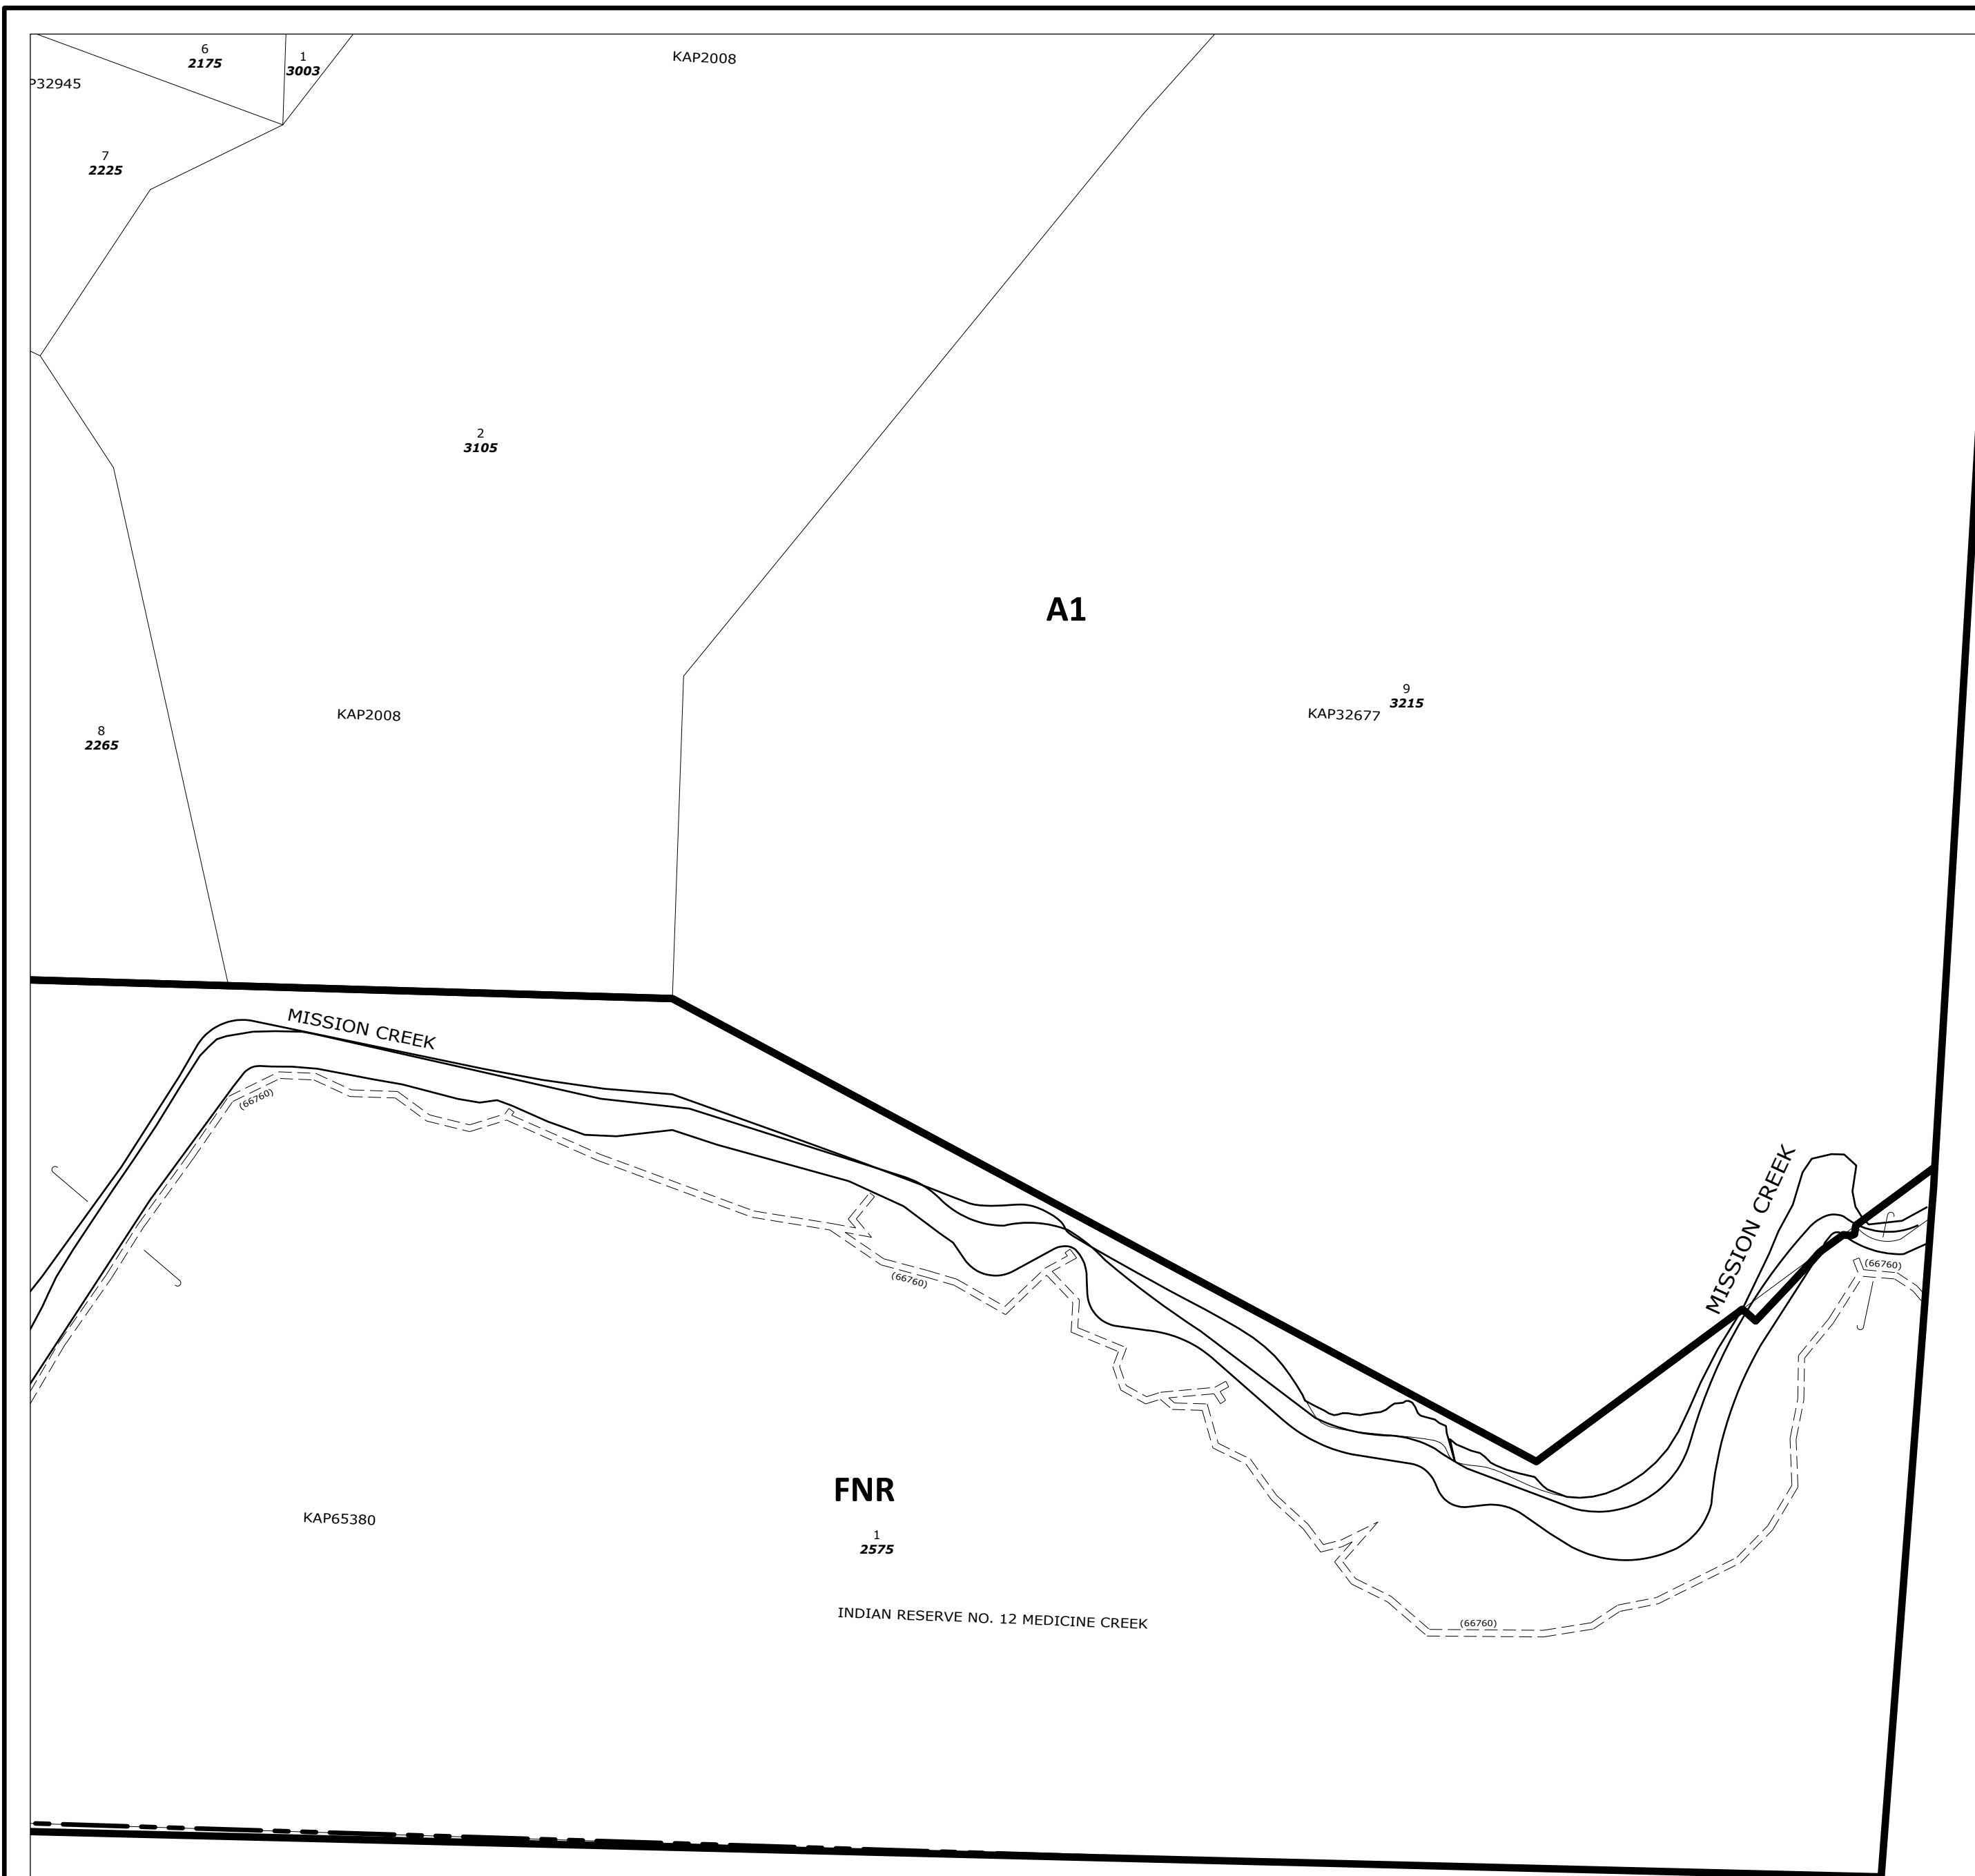 6
2175
1
3003
KAP2008
P32945
7
2225
2
3105
A1
9
3215
KAP2008
KAP32677
8
2265
MISSION CREEK
(66760)
MISSION CREEK
(66760)
(66760)
FNR
KAP65380
1
2575
INDIAN RESERVE NO. 12 MEDICINE CREEK
(66760)